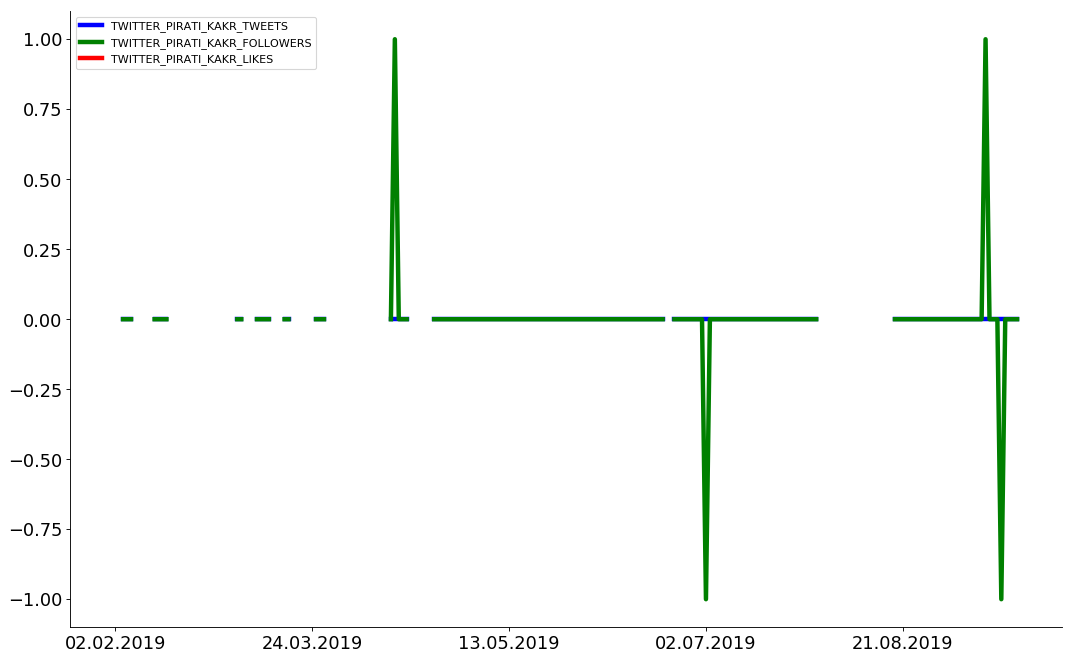 TWITTER_PIRATI_KAKR_TWEETS
TWITTER_PIRATI_KAKR_FOLLOWERS
TWITTER_PIRATI_KAKR_LIKES
1.00
0.75
0.50
0.25
0.00
−0.25
−0.50
−0.75
−1.00
02.02.2019 24.03.2019 13.05.2019 02.07.2019 21.08.2019